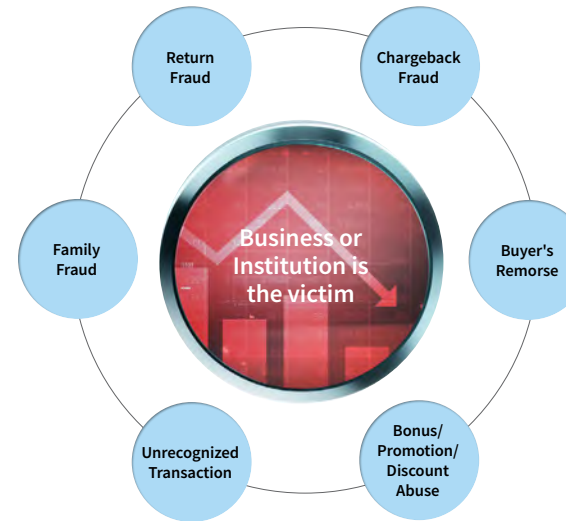 Return
Fraud
Chargeback
Fraud
Family
Fraud
Business or
Institution is
the victim
Buyer's
Remorse
Unrecognized
Transaction
Bonus/
Promotion/
Discount
Abuse